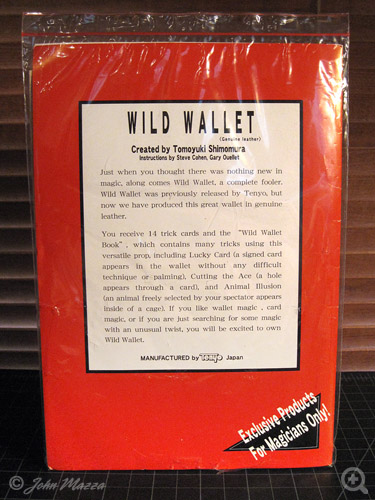 WILD WALLET
(Genuine leather)
Created by Tomoyuki Shimomura
Instructions by Steve Cohen, Gary Ouellet
Just when you thought there was nothing new in
magic, along comes Wild Wallet, a complete fooler.
Wild Wallet was pryviously released by Tenyo, but
now we have produced this great wallet in genuine
leather.
You receive 14 trick cards and the "Wild Wallet
Book", which contains many tricks using this
versatile prop, including Lucky Card (a signed card
appears in the wallet without any difficult
technique or palming), Cutting the Ace (a hole
appears through a card), and Animal Illusion
(an animal freely selected by your spectator appears
inside of a cage). If you like wallet magic , card
magic, or if you are just searching for some magic
with an unusual twist, you will be excited to own
Wild Wallet.
MANUFACTURED by Tenyo Japan
Exclusive Products
For Magicians Only!
© John Mazza